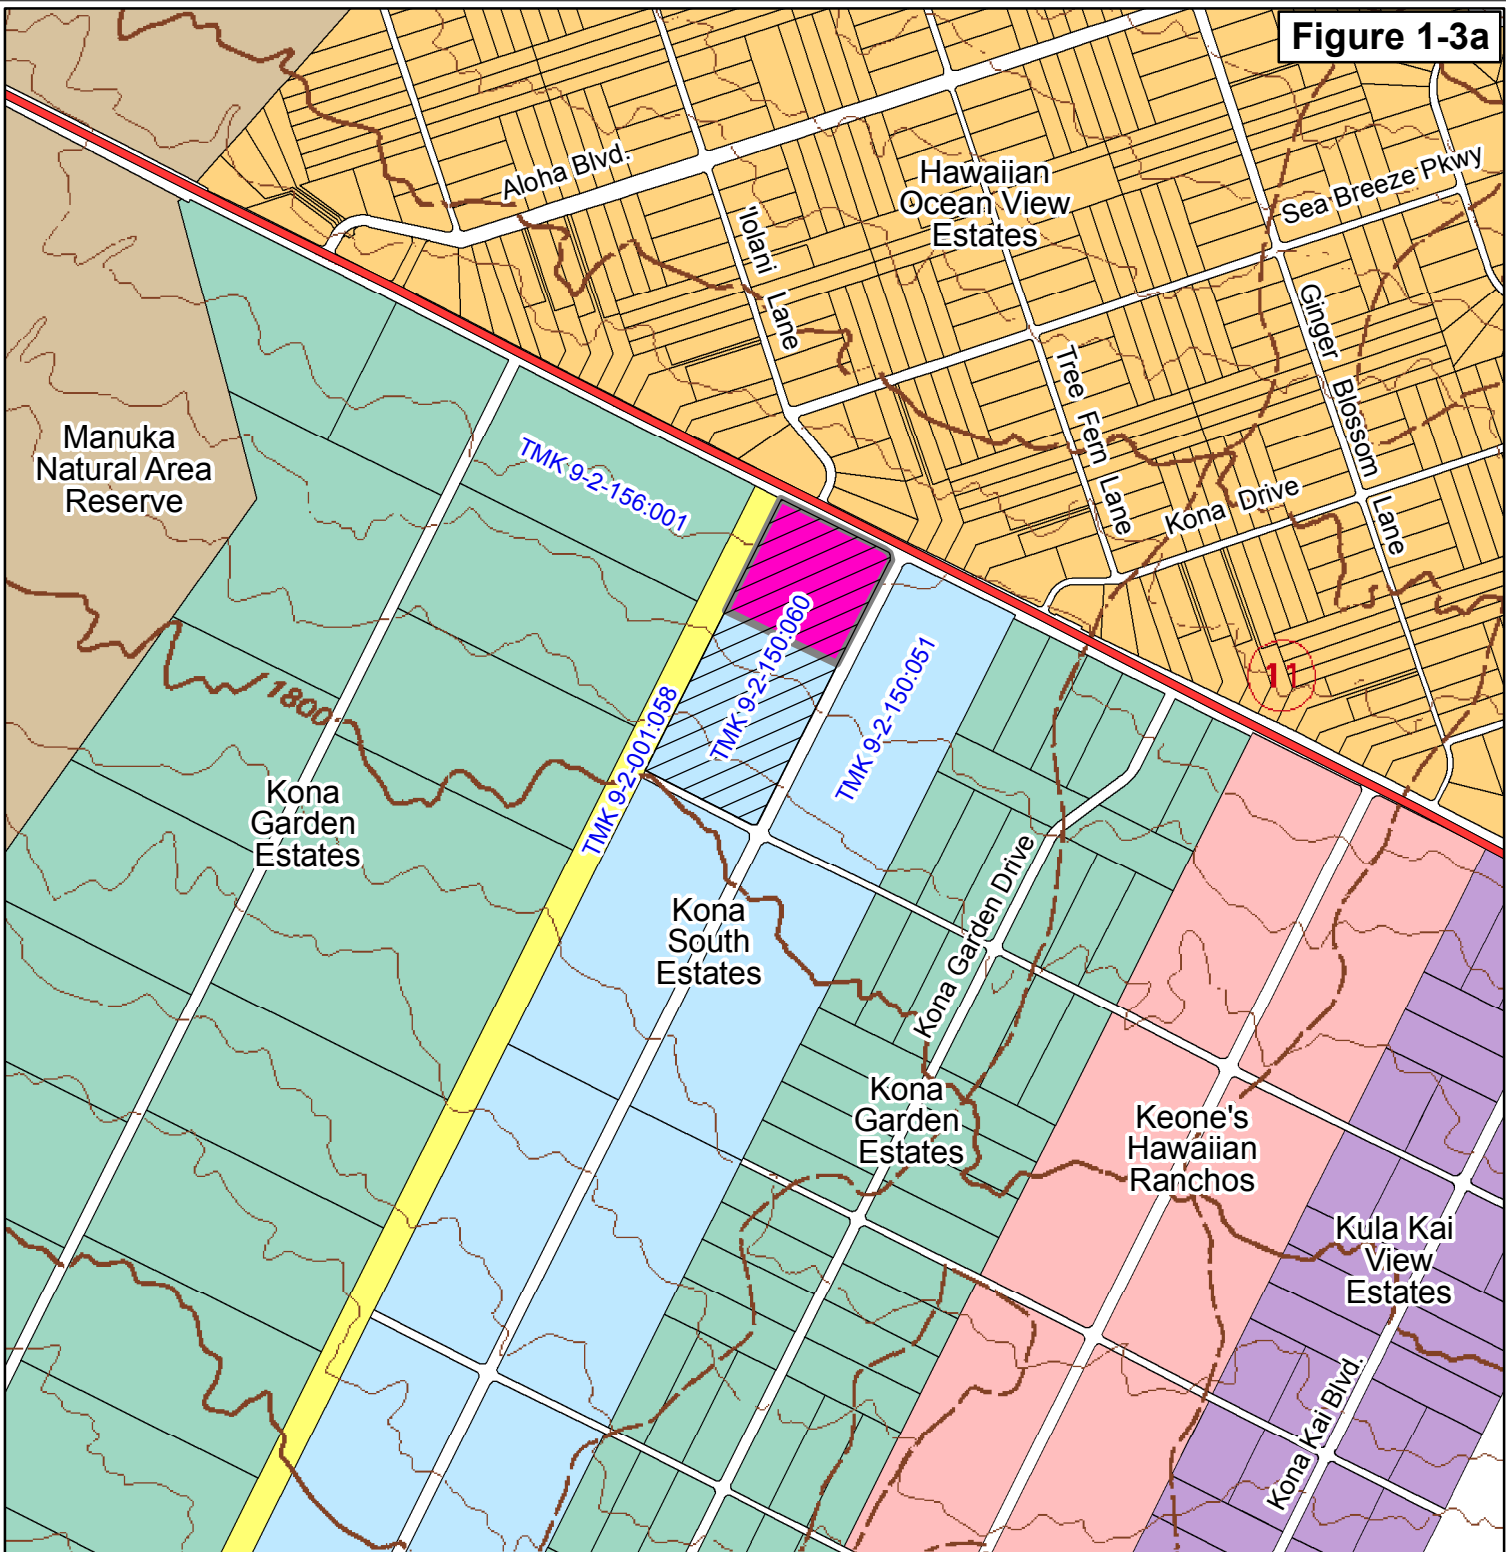 Figure 1-3a
Aloha Blvd.
Hawaiian
Ocean View
Estates
Sea Breeze Pkwy
'Iolani Lane
Ginger Blossom Lane
Tree Fern Lane
Manuka
Natural Area
Reserve
TMK 9-2-156:001
Kona Drive
TMK 9-2-150:060
TMK 9-2-150:051
11
1800
TMK 9-2-001:058
Kona
Garden
Estates
Kona
South
Estates
Kona Garden Drive
Kona
Garden
Estates
Keone's
Hawaiian
Ranchos
Kula Kai
View
Estates
Kona Kai Blvd.